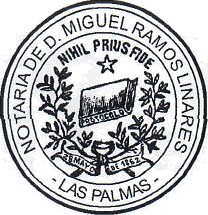 NOTARIA DE D. MIGUEL RAMOS LINARES
NIHIL PRIUS FIDE
PROTOCOLO
28 MAYO DE 1862
- LAS PALMAS -